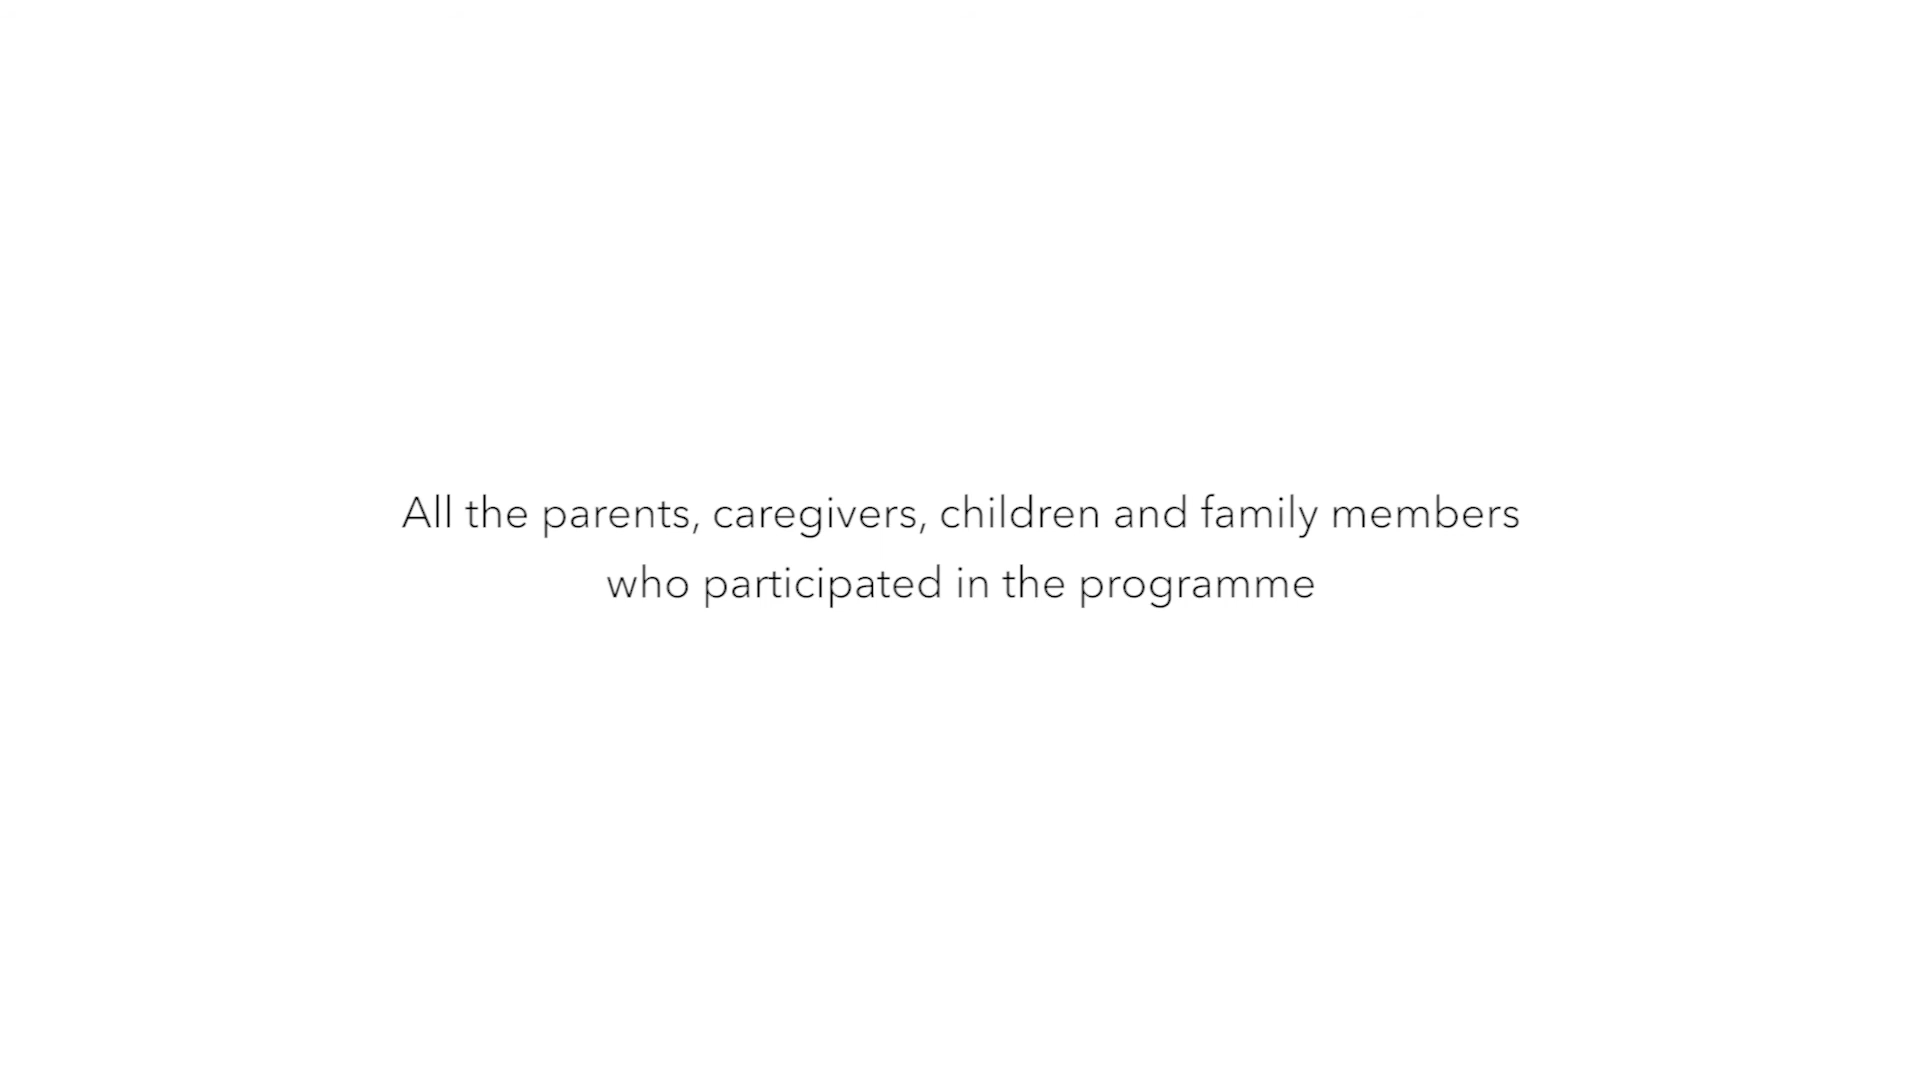 All the parents, caregivers, children and family members
who participated in the programme